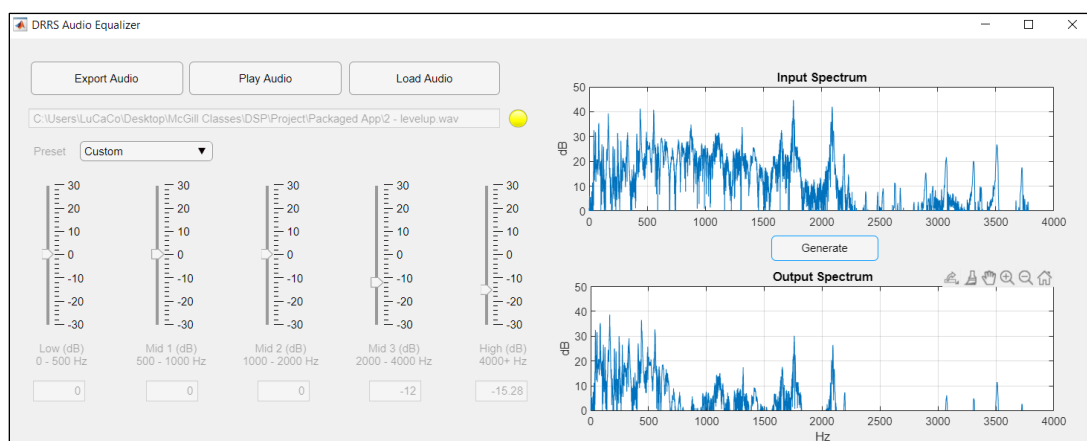 DRRS Audio Equalizer
Export Audio Play Audio Load Audio
C:\Users\LuCaCo\Desktop\McGill Classes\DSP\Project\Packaged App\2 - levelup.wav
Preset Custom
30 30 30 30 30
20 20 20 20 20
10 10 10 10 10
0 0 0 0 0
-10 -10 -10 -10 -10
-20 -20 -20 -20 -20
-30 -30 -30 -30 -30
Low (dB) Mid 1 (dB) Mid 2 (dB) Mid 3 (dB) High (dB)
0 - 500 Hz 500 - 1000 Hz 1000 - 2000 Hz 2000 - 4000 Hz 4000+ Hz
0 0 0 -12 -15.28
Input Spectrum
50
40
30
20
10
0
dB
0 500 1000 1500 2000 2500 3000 3500 4000
Generate
Output Spectrum
50
40
30
20
10
0
dB
0 500 1000 1500 2000 2500 3000 3500 4000
Hz